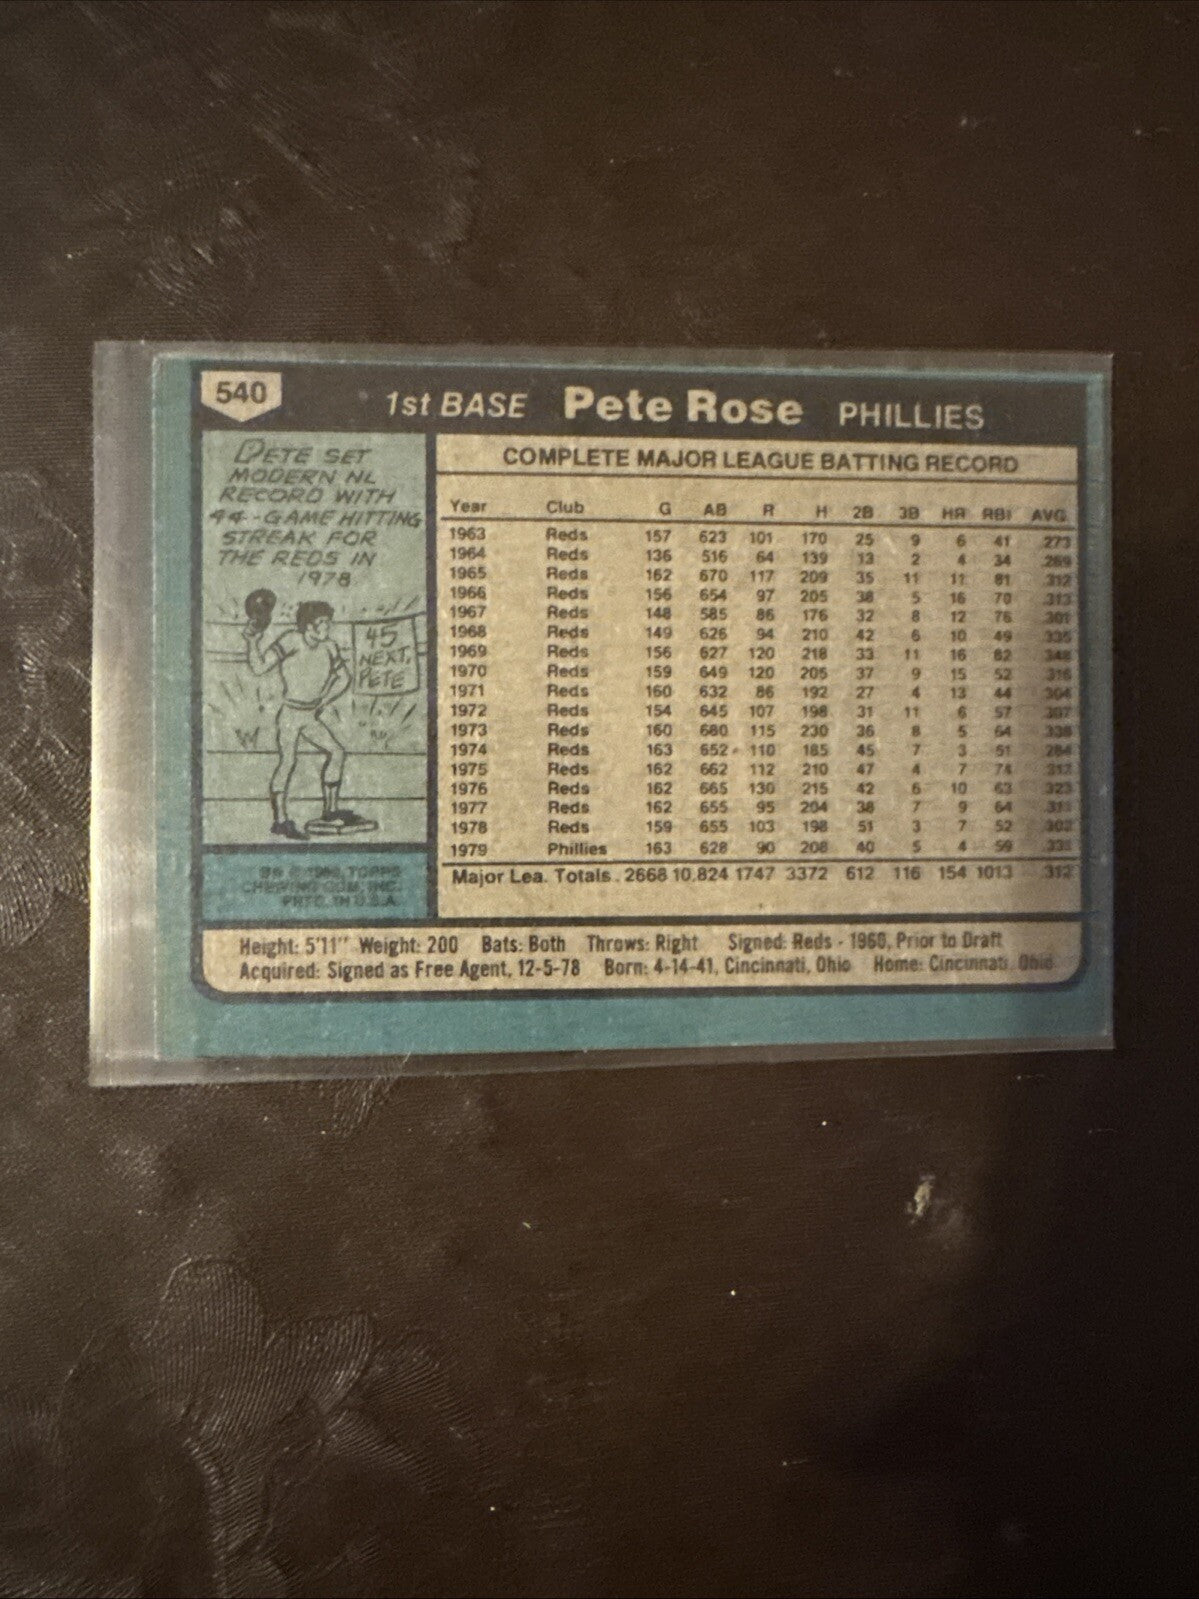 540
1st BASE Pete Rose PHILLIES
PETE SET
MODERN NL
RECORD WITH
44-GAME HITTING
STREAK FOR
THE REDS IN
1978
45
NEXT,
PETE
W
© 1980 TOPPS
CHEWING GUM, INC.
PRTD. IN U.S.A.
COMPLETE MAJOR LEAGUE BATTING RECORD
Year Club G AB R H 2B 3B HR RBI AVG.
1963 Reds 157 623 101 170 25 9 6 41 .273
1964 Reds 136 516 64 139 13 2 4 34 .269
1965 Reds 162 670 117 209 35 11 11 81 .312
1966 Reds 156 654 97 205 38 5 16 70 .313
1967 Reds 148 585 86 176 32 8 12 76 .301
1968 Reds 149 626 94 210 42 6 10 49 .335
1969 Reds 156 627 120 218 33 11 16 82 .348
1970 Reds 159 649 120 205 37 9 15 52 .316
1971 Reds 160 632 86 192 27 4 13 44 .304
1972 Reds 154 645 107 198 31 11 6 57 .307
1973 Reds 160 680 115 230 36 8 5 64 .338
1974 Reds 163 652 110 185 45 7 3 51 .284
1975 Reds 162 662 112 210 47 4 7 74 .317
1976 Reds 162 665 130 215 42 6 10 63 .323
1977 Reds 162 655 95 204 38 7 9 64 .311
1978 Reds 159 655 103 198 51 3 7 52 .302
1979 Phillies 163 628 90 208 40 5 4 59 .331
Major Lea. Totals . 2668 10,824 1747 3372 612 116 154 1013 .312
Height: 5'11" Weight: 200 Bats: Both Throws: Right Signed: Reds - 1960, Prior to Draft
Acquired: Signed as Free Agent, 12-5-78 Born: 4-14-41, Cincinnati, Ohio Home: Cincinnati, Ohio